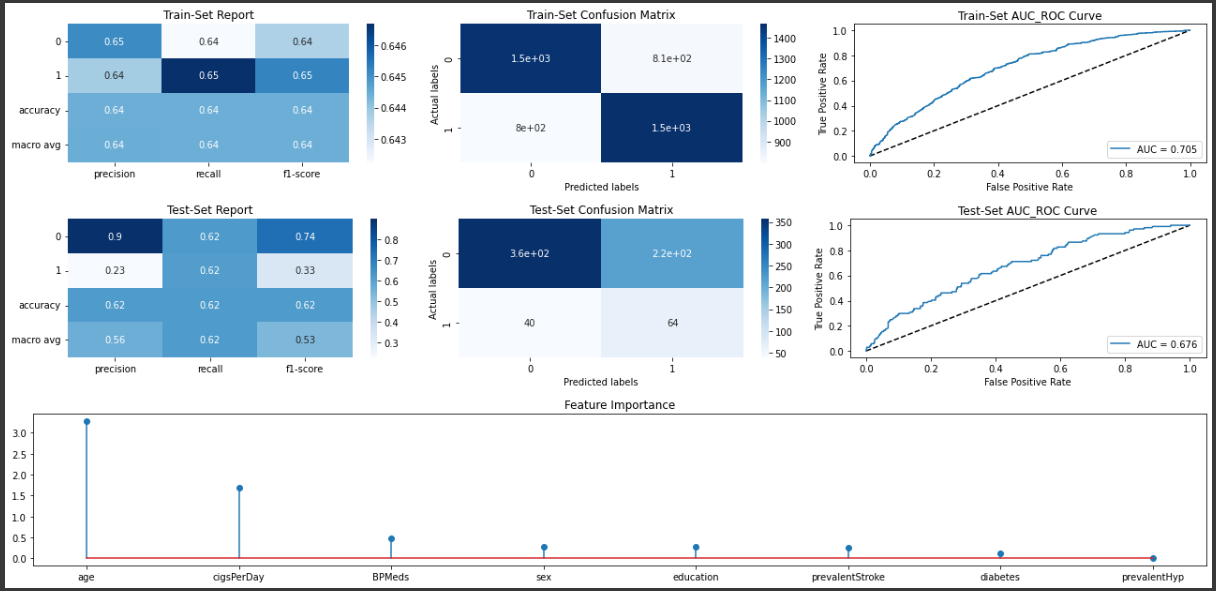 Train-Set Report
0 0.65 0.64 0.64
1 0.64 0.65 0.65
accuracy 0.64 0.64 0.64
macro avg 0.64 0.64 0.64
precision recall f1-score
0.646
0.645
0.644
0.643
Train-Set Confusion Matrix
Actual labels
0 1.5e+03 8.1e+02
1 8e+02 1.5e+03
0 1
Predicted labels
1400
1300
1200
1100
1000
900
Train-Set AUC_ROC Curve
True Positive Rate
1.0
0.8
0.6
0.4
0.2
0.0
AUC = 0.705
0.0 0.2 0.4 0.6 0.8 1.0
False Positive Rate
Test-Set Report
0 0.9 0.62 0.74
1 0.23 0.62 0.33
accuracy 0.62 0.62 0.62
macro avg 0.56 0.62 0.53
precision recall f1-score
0.8
0.7
0.6
0.5
0.4
0.3
Test-Set Confusion Matrix
Actual labels
0 3.6e+02 2.2e+02
1 40 64
0 1
Predicted labels
350
300
250
200
150
100
50
Test-Set AUC_ROC Curve
True Positive Rate
1.0
0.8
0.6
0.4
0.2
0.0
AUC = 0.676
0.0 0.2 0.4 0.6 0.8 1.0
False Positive Rate
Feature Importance
3.0
2.5
2.0
1.5
1.0
0.5
0.0
age cigsPerDay BPMeds sex education prevalentStroke diabetes prevalentHyp